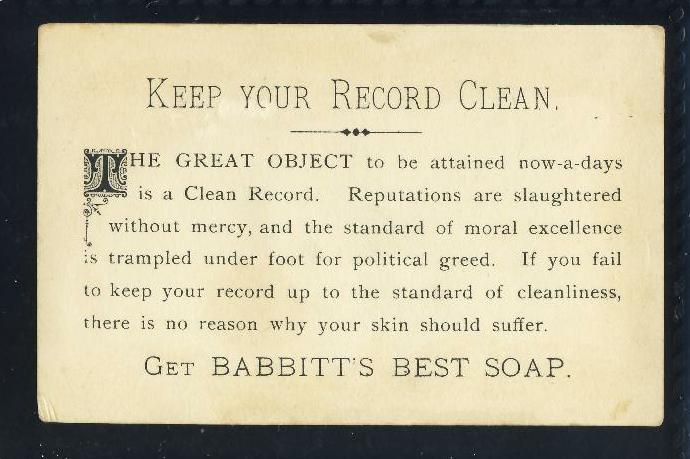 KEEP YOUR RECORD CLEAN.
THE GREAT OBJECT to be attained now-a-days
is a Clean Record. Reputations are slaughtered
without mercy, and the standard of moral excellence
is trampled under foot for political greed. If you fail
to keep your record up to the standard of cleanliness,
there is no reason why your skin should suffer.
GET BABBITT'S BEST SOAP.